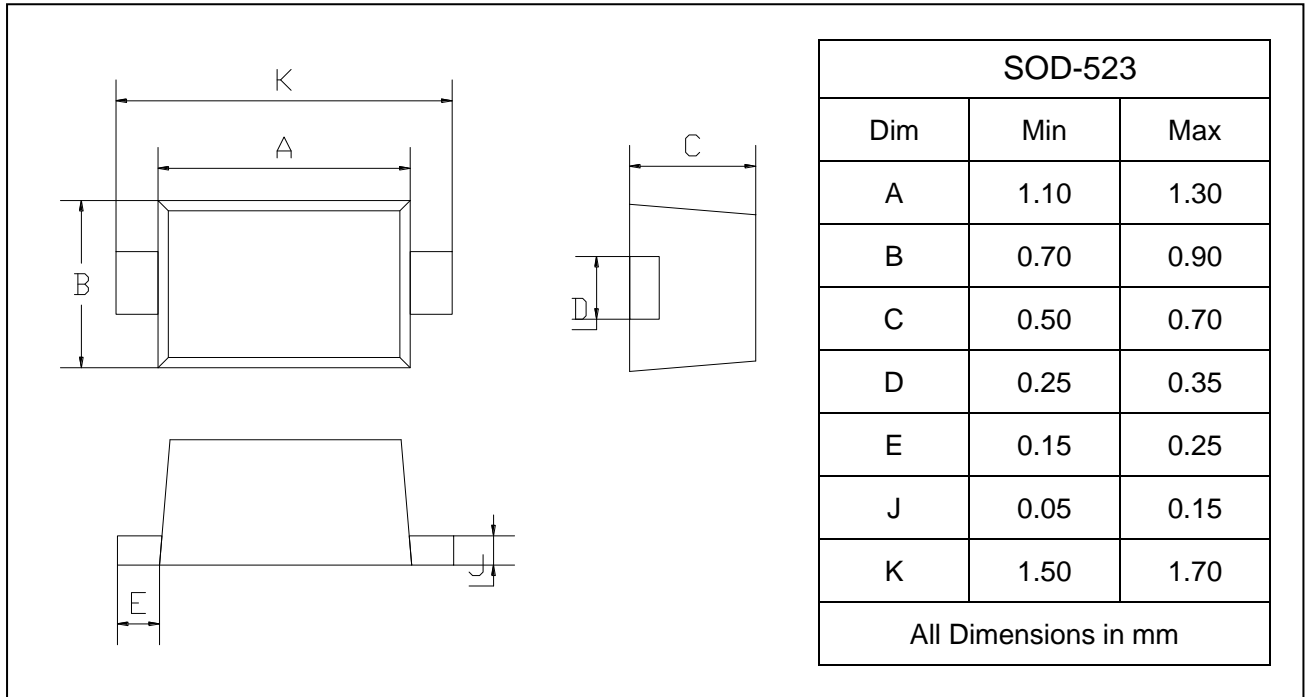 K
A
B
C
D
E
J
SOD-523
Dim Min Max
A 1.10 1.30
B 0.70 0.90
C 0.50 0.70
D 0.25 0.35
E 0.15 0.25
J 0.05 0.15
K 1.50 1.70
All Dimensions in mm